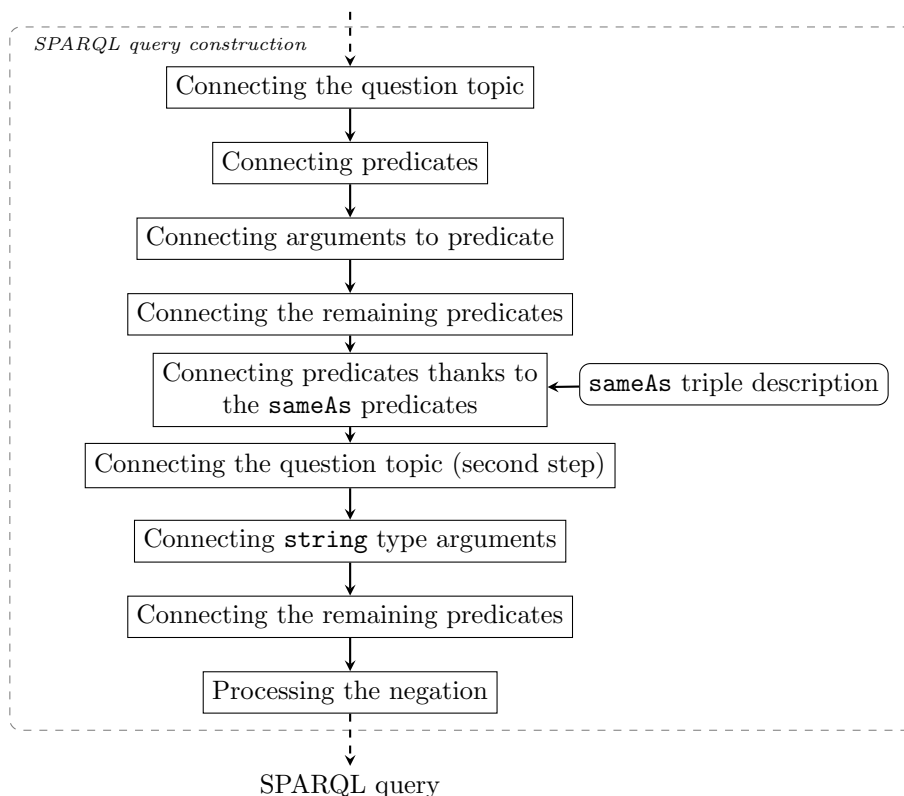 SPARQL query construction
Connecting the question topic
Connecting predicates
Connecting arguments to predicate
Connecting the remaining predicates
Connecting predicates thanks to
the sameAs predicates
sameAs triple description
Connecting the question topic (second step)
Connecting string type arguments
Connecting the remaining predicates
Processing the negation
SPARQL query